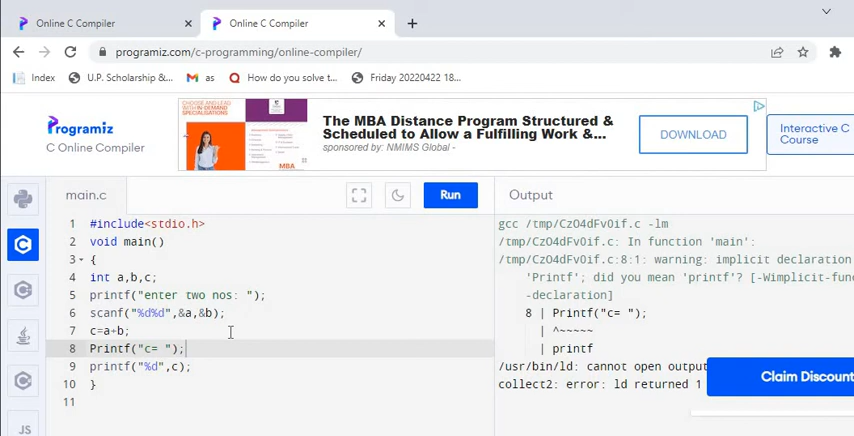 Online C Compiler
Online C Compiler
programiz.com/c-programming/online-compiler/
Index
U.P. Scholarship &...
as
How do you solve t...
Friday 20220422 18...
Programiz
C Online Compiler
The MBA Distance Program Structured &
Scheduled to Allow a Fulfilling Work &...
sponsored by: NMIMS Global -
DOWNLOAD
Interactive C
Course
main.c
Run
Output
1 #include<stdio.h>
2 void main()
3 {
4 int a,b,c;
5 printf("enter two nos: ");
6 scanf("%d%d",&a,&b);
7 c=a+b;
8 Printf("c= ");
9 printf("%d",c);
10 }
11
gcc /tmp/CzO4dFv0if.c -lm
/tmp/CzO4dFv0if.c: In function 'main':
/tmp/CzO4dFv0if.c:8:1: warning: implicit declaration
'Printf'; did you mean 'printf'? [-Wimplicit-func
-declaration]
8 | Printf("c= ");
| ^~~~~~
| printf
/usr/bin/ld: cannot open output
collect2: error: ld returned 1
Claim Discount
JS